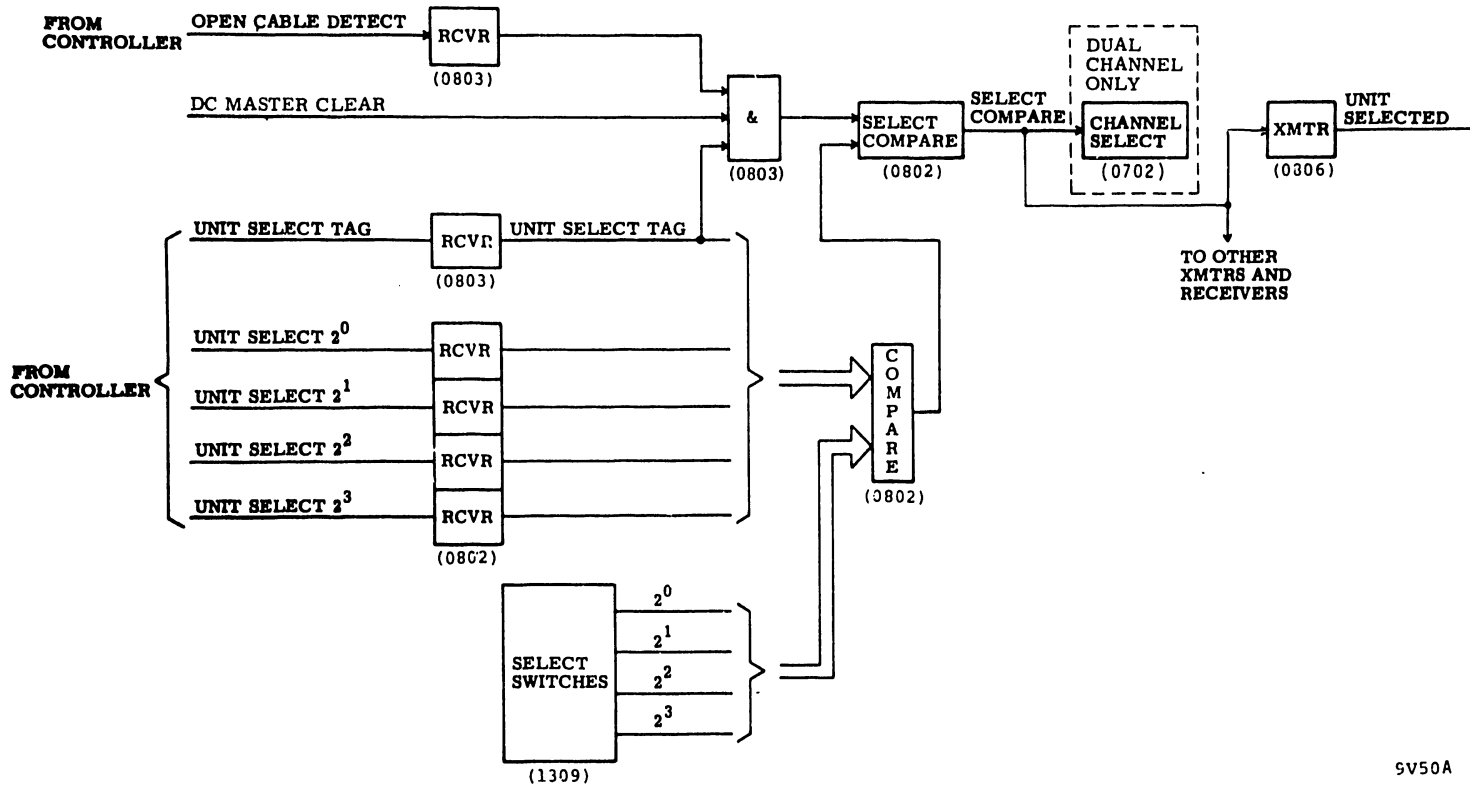 FROM
CONTROLLER
OPEN CABLE DETECT
RCVR
(0803)
DC MASTER CLEAR
&
(0803)
SELECT
COMPARE
(0802)
SELECT
COMPARE
DUAL
CHANNEL
ONLY
CHANNEL
SELECT
(0702)
XMTR
(0806)
UNIT
SELECTED
TO OTHER
XMTRS AND
RECEIVERS
FROM
CONTROLLER
UNIT SELECT TAG
RCVR
(0803)
UNIT SELECT TAG
UNIT SELECT 2⁰
RCVR
UNIT SELECT 2¹
RCVR
UNIT SELECT 2²
RCVR
UNIT SELECT 2³
RCVR
(0802)
COMPARE
(0802)
SELECT
SWITCHES
2⁰
2¹
2²
2³
(1309)
9V50A